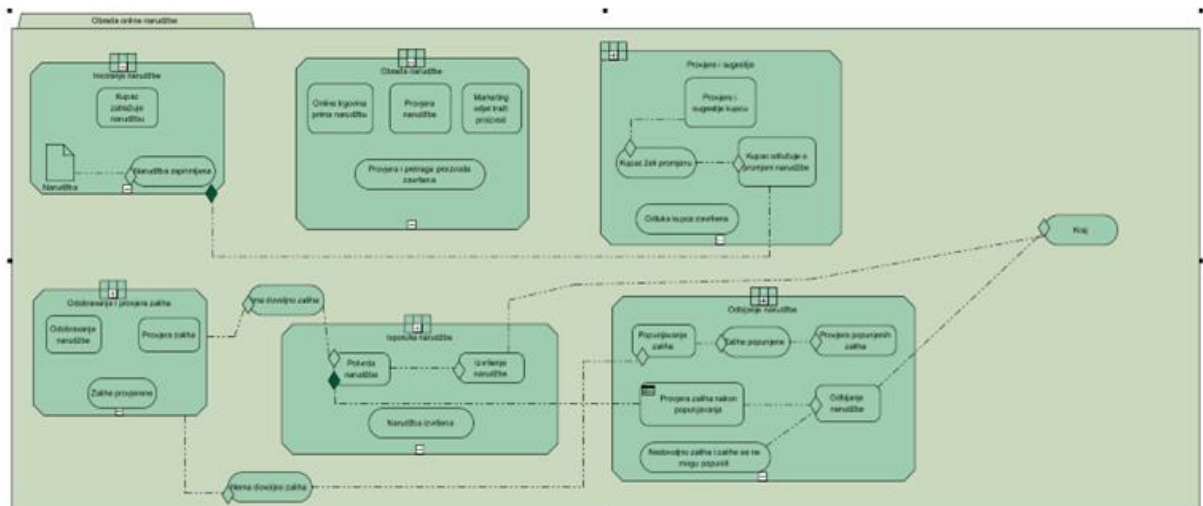 Obrada online narudžbe
Iniciranje narudžbe
Kupac
zatražuje
narudžbu
Narudžba
Narudžba zaprimljena
Obrada narudžbe
Online trgovina
prima narudžbu
Provjera
narudžbe
Marketing
odjel traži
proizvod
Provjera i pretraga proizvoda
završena
Provjere i sugestije
Provjere i
sugestije kupcu
Kupac želi promjenu
Kupac odlučuje o
promjeni narudžbe
Odluka kupca završena
Kraj
Odobravanje i provjera zaliha
Odobravanje
narudžbe
Provjera zaliha
Zalihe provjerene
Ima dovoljno zaliha
Nema dovoljno zaliha
Isporuka narudžbe
Potvrda
narudžbe
Izvršenje
narudžbe
Narudžba izvršena
Odbijanje narudžbe
Popunjavanje
zaliha
Zalihe popunjene
Provjera popunjenih
zaliha
Provjera zaliha nakon
popunjavanja
Odbijanje
narudžbe
Nedovoljno zaliha i zalihe se ne
mogu popuniti